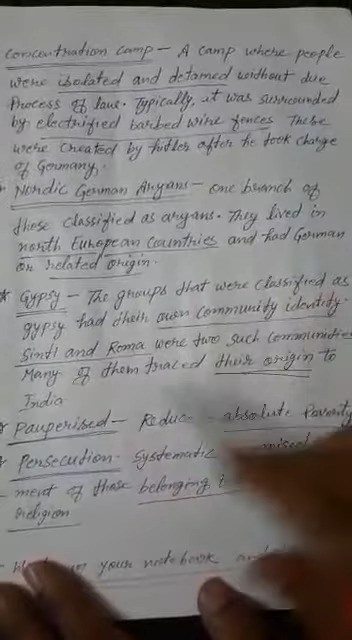 Concentration Camp - A camp where people
were isolated and detained without due
Process of law. Typically, it was surrounded
by electrified barbed wire fences These
were created by hitler after he took charge
of Germany.
Nordic German Aryans - one branch of
those classified as aryans. They lived in
north European Countries and had German
or related origin.
* Gypsy - The groups that were classified as
gypsy had their own community identity.
Sinti and Roma were two such communities
Many of them traced their origin to
India.
Pauperised - Reduce absolute Poverty
Persecution. Systematic
- ment of those belonging
religion
your notebook